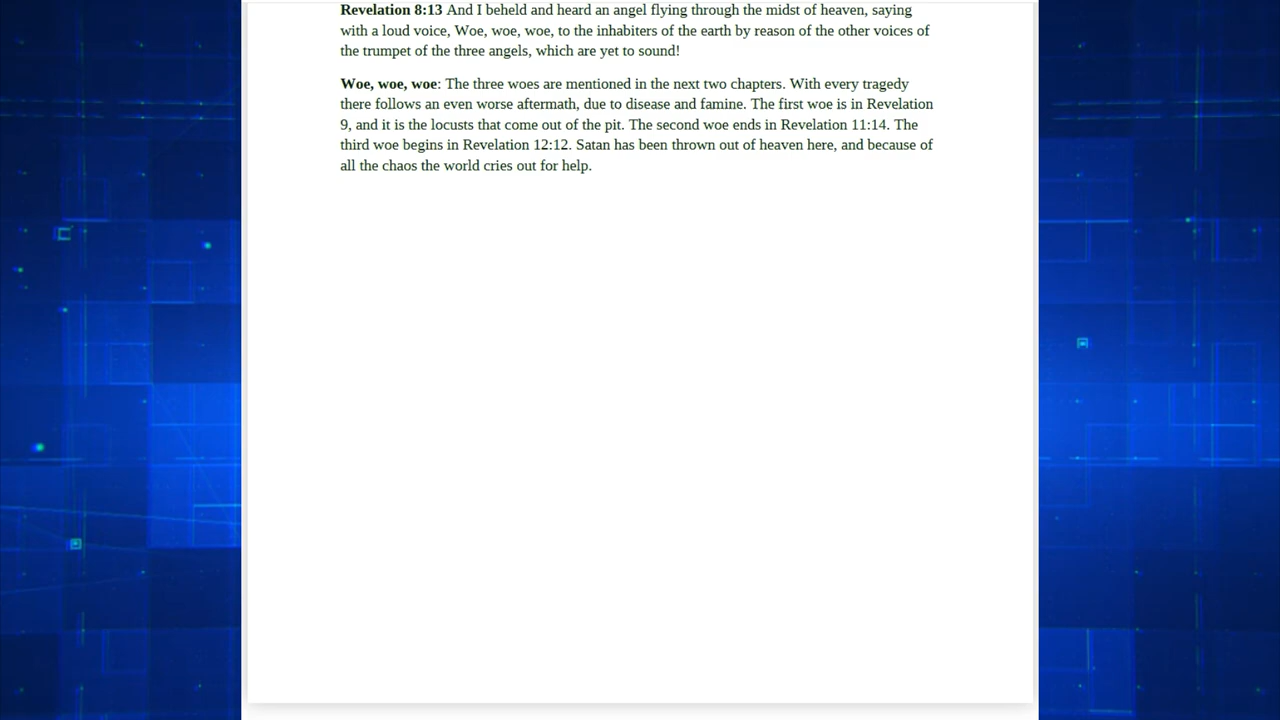 Revelation 8:13 And I beheld and heard an angel flying through the midst of heaven, saying
with a loud voice, Woe, woe, woe, to the inhabiters of the earth by reason of the other voices of
the trumpet of the three angels, which are yet to sound!
Woe, woe, woe: The three woes are mentioned in the next two chapters. With every tragedy
there follows an even worse aftermath, due to disease and famine. The first woe is in Revelation
9, and it is the locusts that come out of the pit. The second woe ends in Revelation 11:14. The
third woe begins in Revelation 12:12. Satan has been thrown out of heaven here, and because of
all the chaos the world cries out for help.